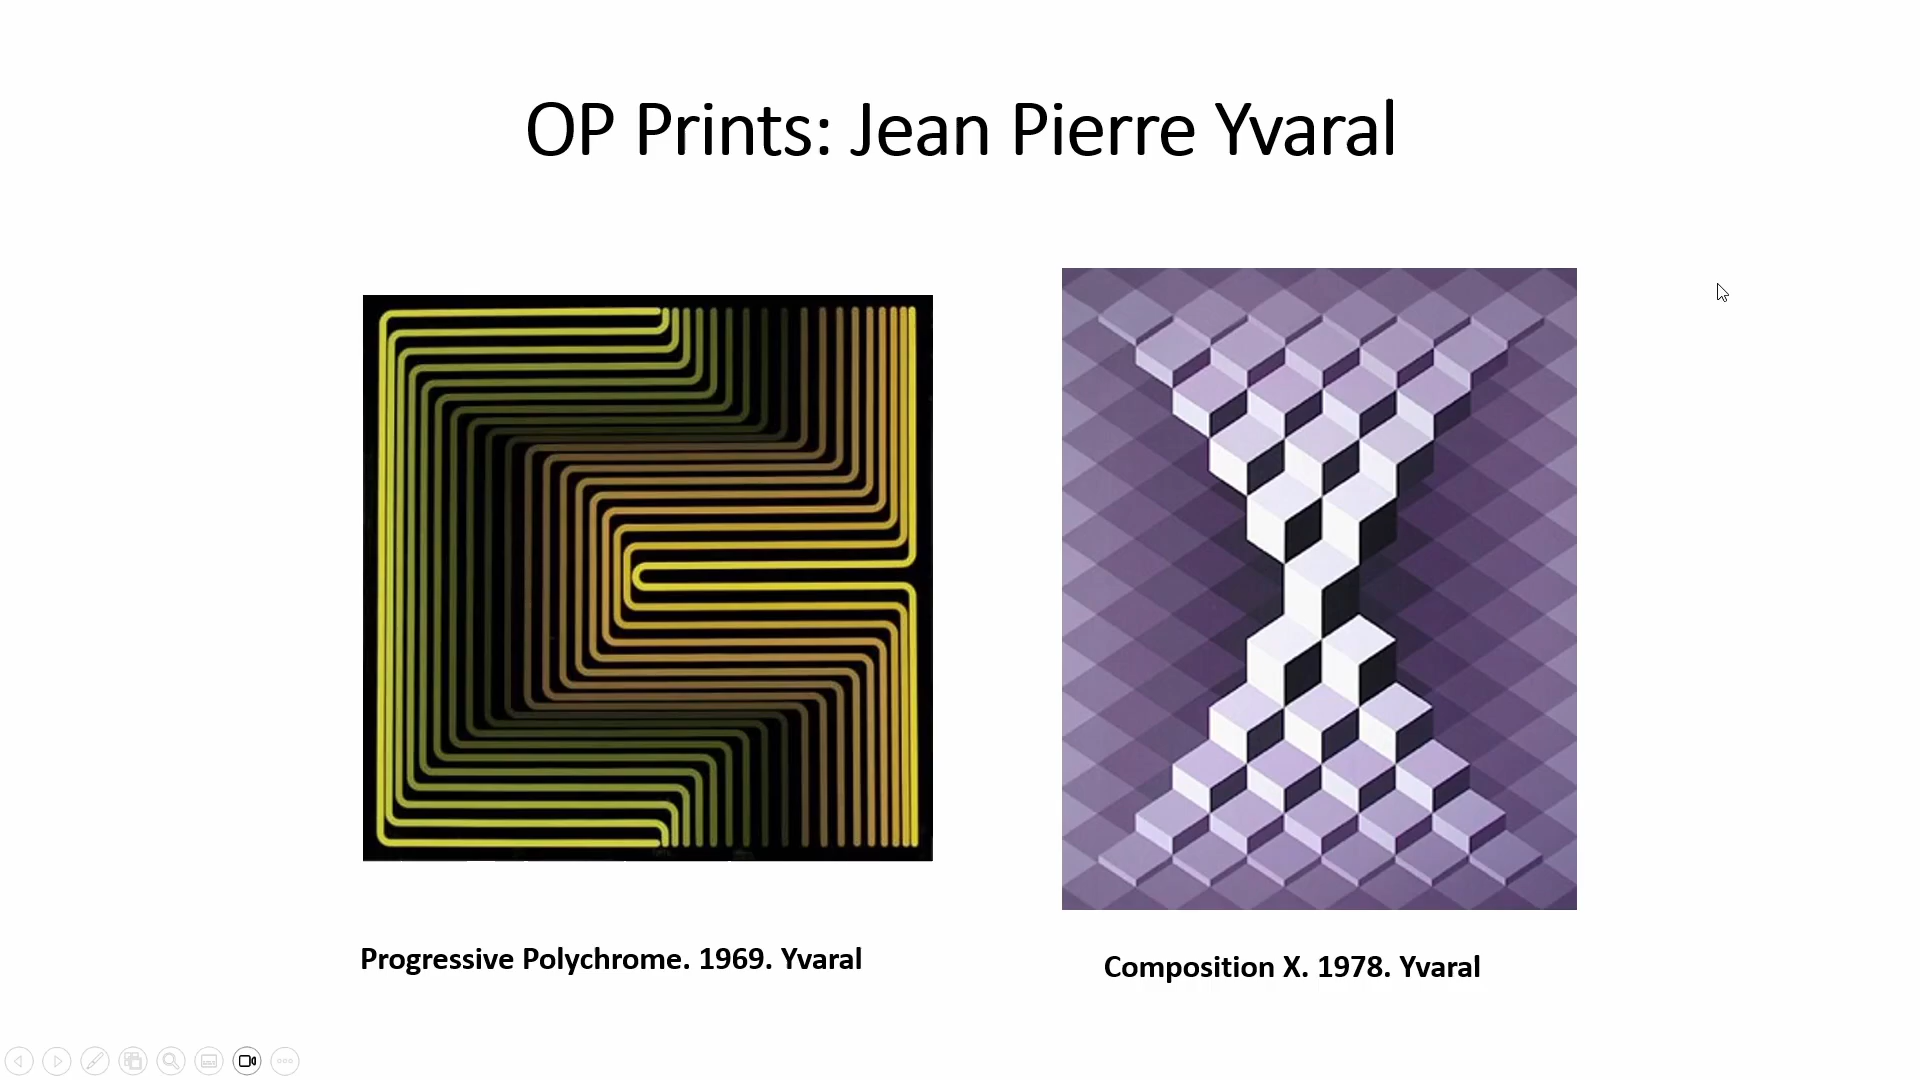 OP Prints: Jean Pierre Yvaral
Progressive Polychrome. 1969. Yvaral
Composition X. 1978. Yvaral